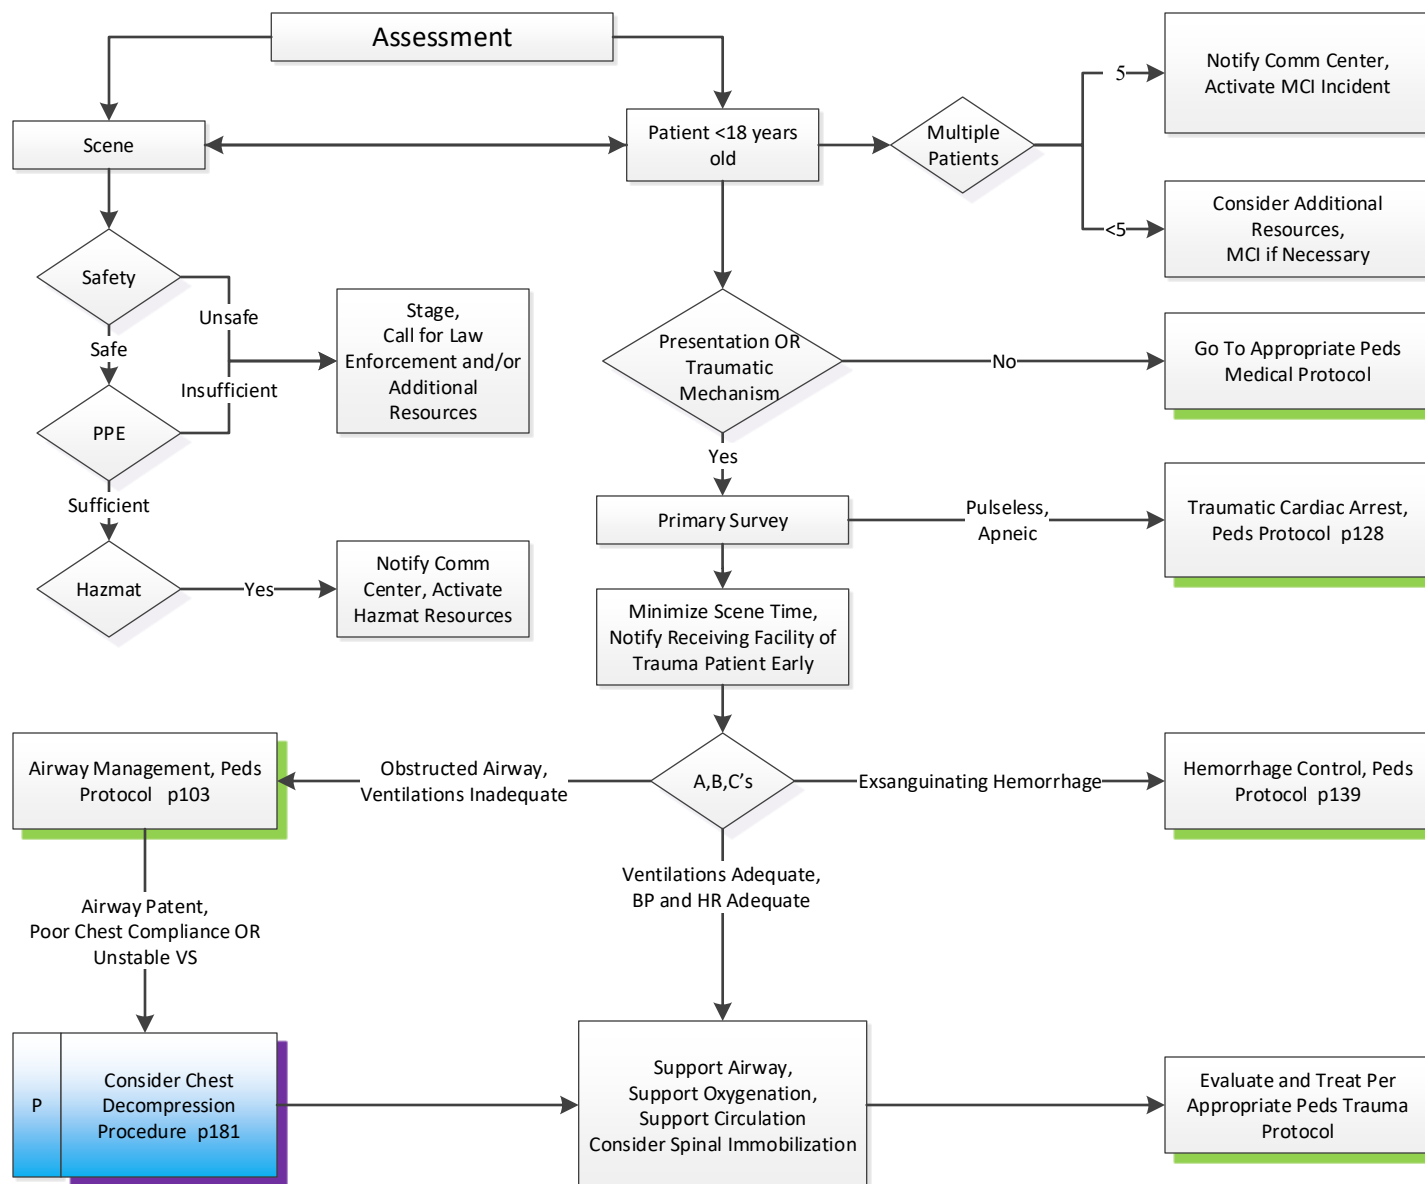 Assessment
Scene
Patient <18 years
old
Multiple
Patients
5
Notify Comm Center,
Activate MCI Incident
<5
Consider Additional
Resources,
MCI if Necessary
Safety
Unsafe
Safe
Stage,
Call for Law
Enforcement and/or
Additional
Resources
Insufficient
PPE
Sufficient
Hazmat
Yes
Notify Comm
Center, Activate
Hazmat Resources
Presentation OR
Traumatic
Mechanism
No
Go To Appropriate Peds
Medical Protocol
Yes
Primary Survey
Pulseless,
Apneic
Traumatic Cardiac Arrest,
Peds Protocol p128
Minimize Scene Time,
Notify Receiving Facility of
Trauma Patient Early
A,B,C's
Obstructed Airway,
Ventilations Inadequate
Airway Management, Peds
Protocol p103
Exsanguinating Hemorrhage
Hemorrhage Control, Peds
Protocol p139
Ventilations Adequate,
BP and HR Adequate
Airway Patent,
Poor Chest Compliance OR
Unstable VS
P
Consider Chest
Decompression
Procedure p181
Support Airway,
Support Oxygenation,
Support Circulation
Consider Spinal Immobilization
Evaluate and Treat Per
Appropriate Peds Trauma
Protocol